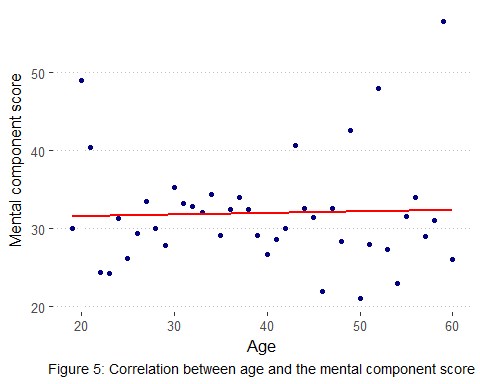 Mental component score
50
40
30
20
20 30 40 50 60
Age
Figure 5: Correlation between age and the mental component score